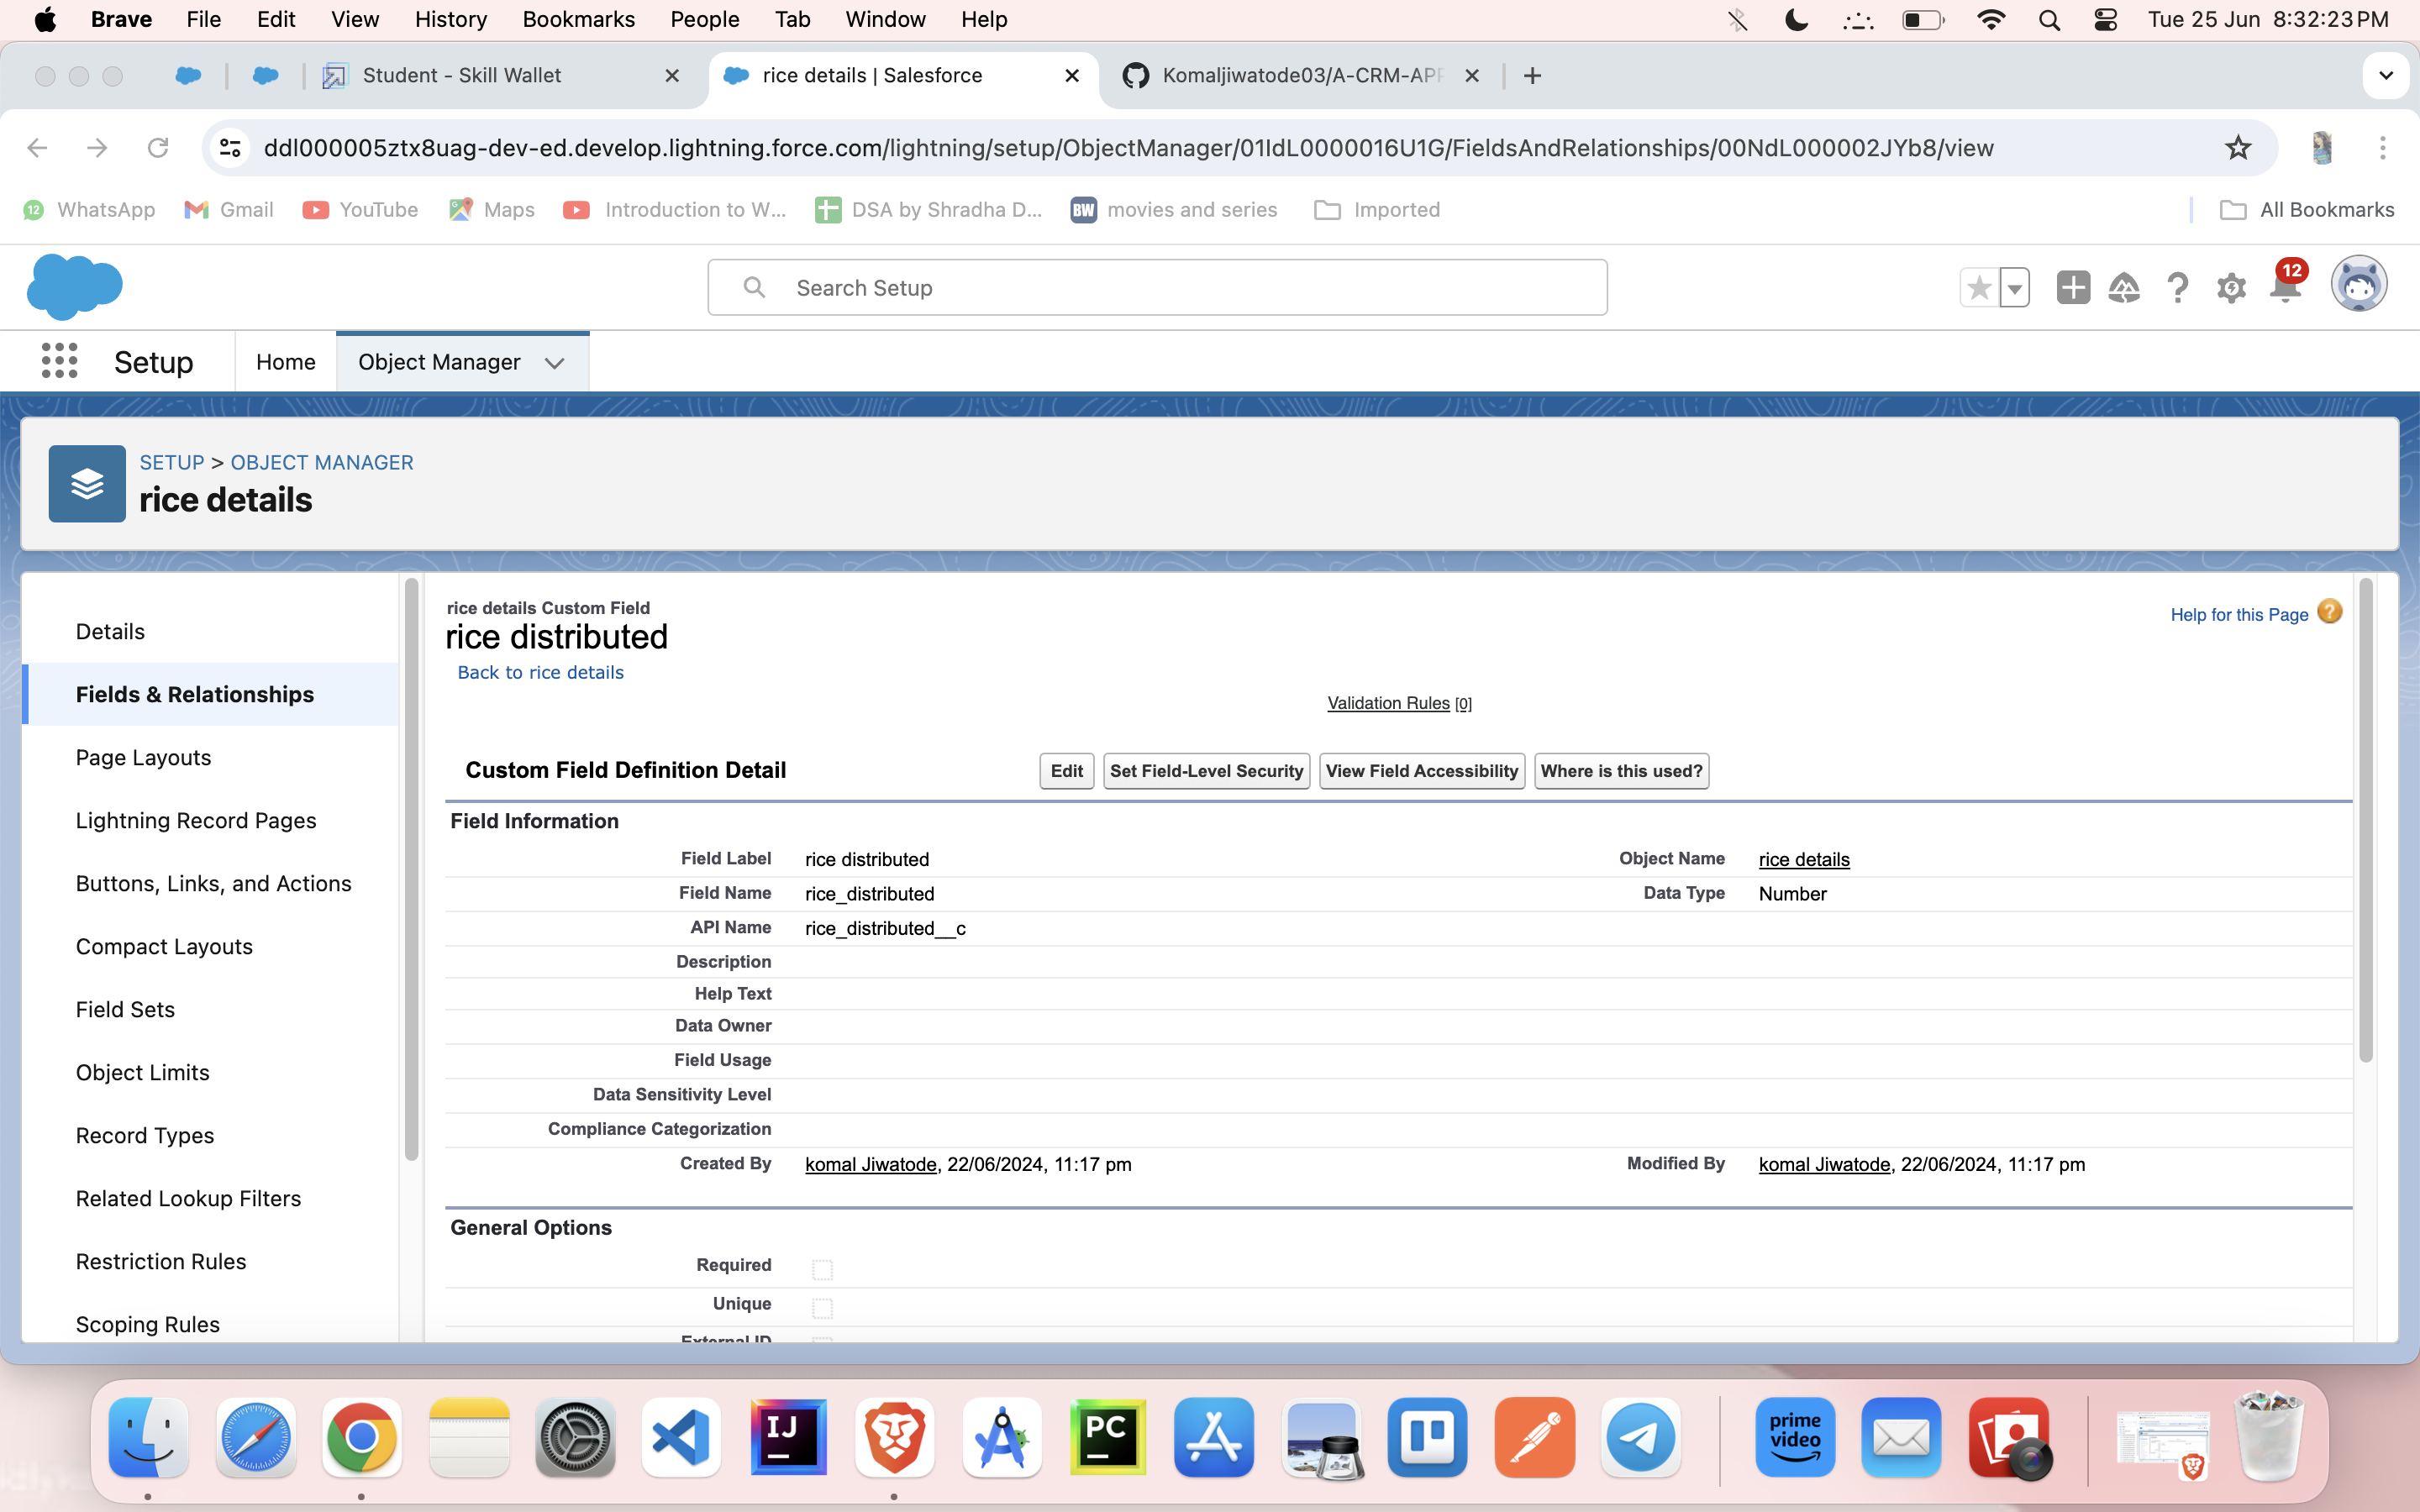 Brave File Edit View History Bookmarks People Tab Window Help Tue 25 Jun 8:32:23 PM
Student - Skill Wallet
rice details | Salesforce
Komaljiwatode03/A-CRM-APP
ddl000005ztx8uag-dev-ed.develop.lightning.force.com/lightning/setup/ObjectManager/01IdL0000016U1G/FieldsAndRelationships/00NdL000002JYb8/view
12 WhatsApp Gmail YouTube Maps Introduction to W... DSA by Shradha D... BW movies and series Imported All Bookmarks
Search Setup
12
Setup Home Object Manager
SETUP > OBJECT MANAGER
rice details
Details
Fields & Relationships
Page Layouts
Lightning Record Pages
Buttons, Links, and Actions
Compact Layouts
Field Sets
Object Limits
Record Types
Related Lookup Filters
Restriction Rules
Scoping Rules
rice details Custom Field
rice distributed
Back to rice details
Help for this Page ?
Validation Rules [0]
Custom Field Definition Detail
Edit Set Field-Level Security View Field Accessibility Where is this used?
Field Information
Field Label rice distributed Object Name rice details
Field Name rice_distributed Data Type Number
API Name rice_distributed__c
Description
Help Text
Data Owner
Field Usage
Data Sensitivity Level
Compliance Categorization
Created By komal Jiwatode, 22/06/2024, 11:17 pm Modified By komal Jiwatode, 22/06/2024, 11:17 pm
General Options
Required
Unique
External ID
IJ
PC
prime
video